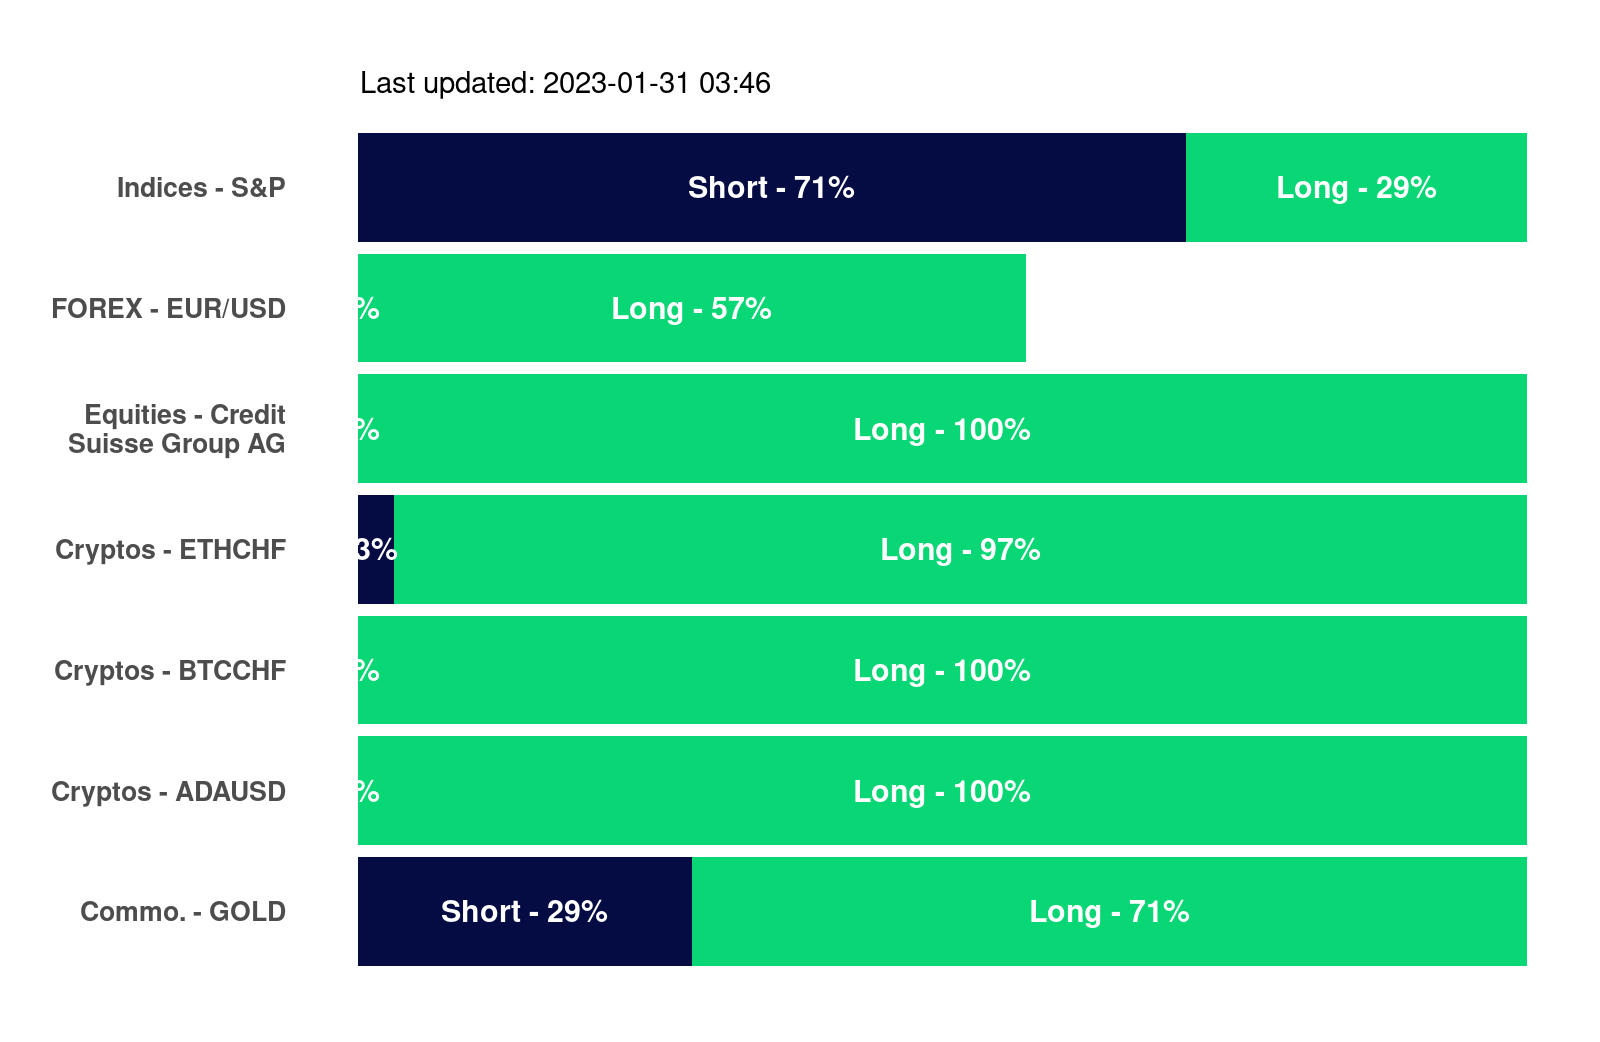 Last updated: 2023-01-31 03:46
Indices - S&P
Short - 71%
Long - 29%
FOREX - EUR/USD
%
Long - 57%
Equities - Credit
Suisse Group AG
%
Long - 100%
Cryptos - ETHCHF
3%
Long - 97%
Cryptos - BTCCHF
%
Long - 100%
Cryptos - ADAUSD
%
Long - 100%
Commo. - GOLD
Short - 29%
Long - 71%